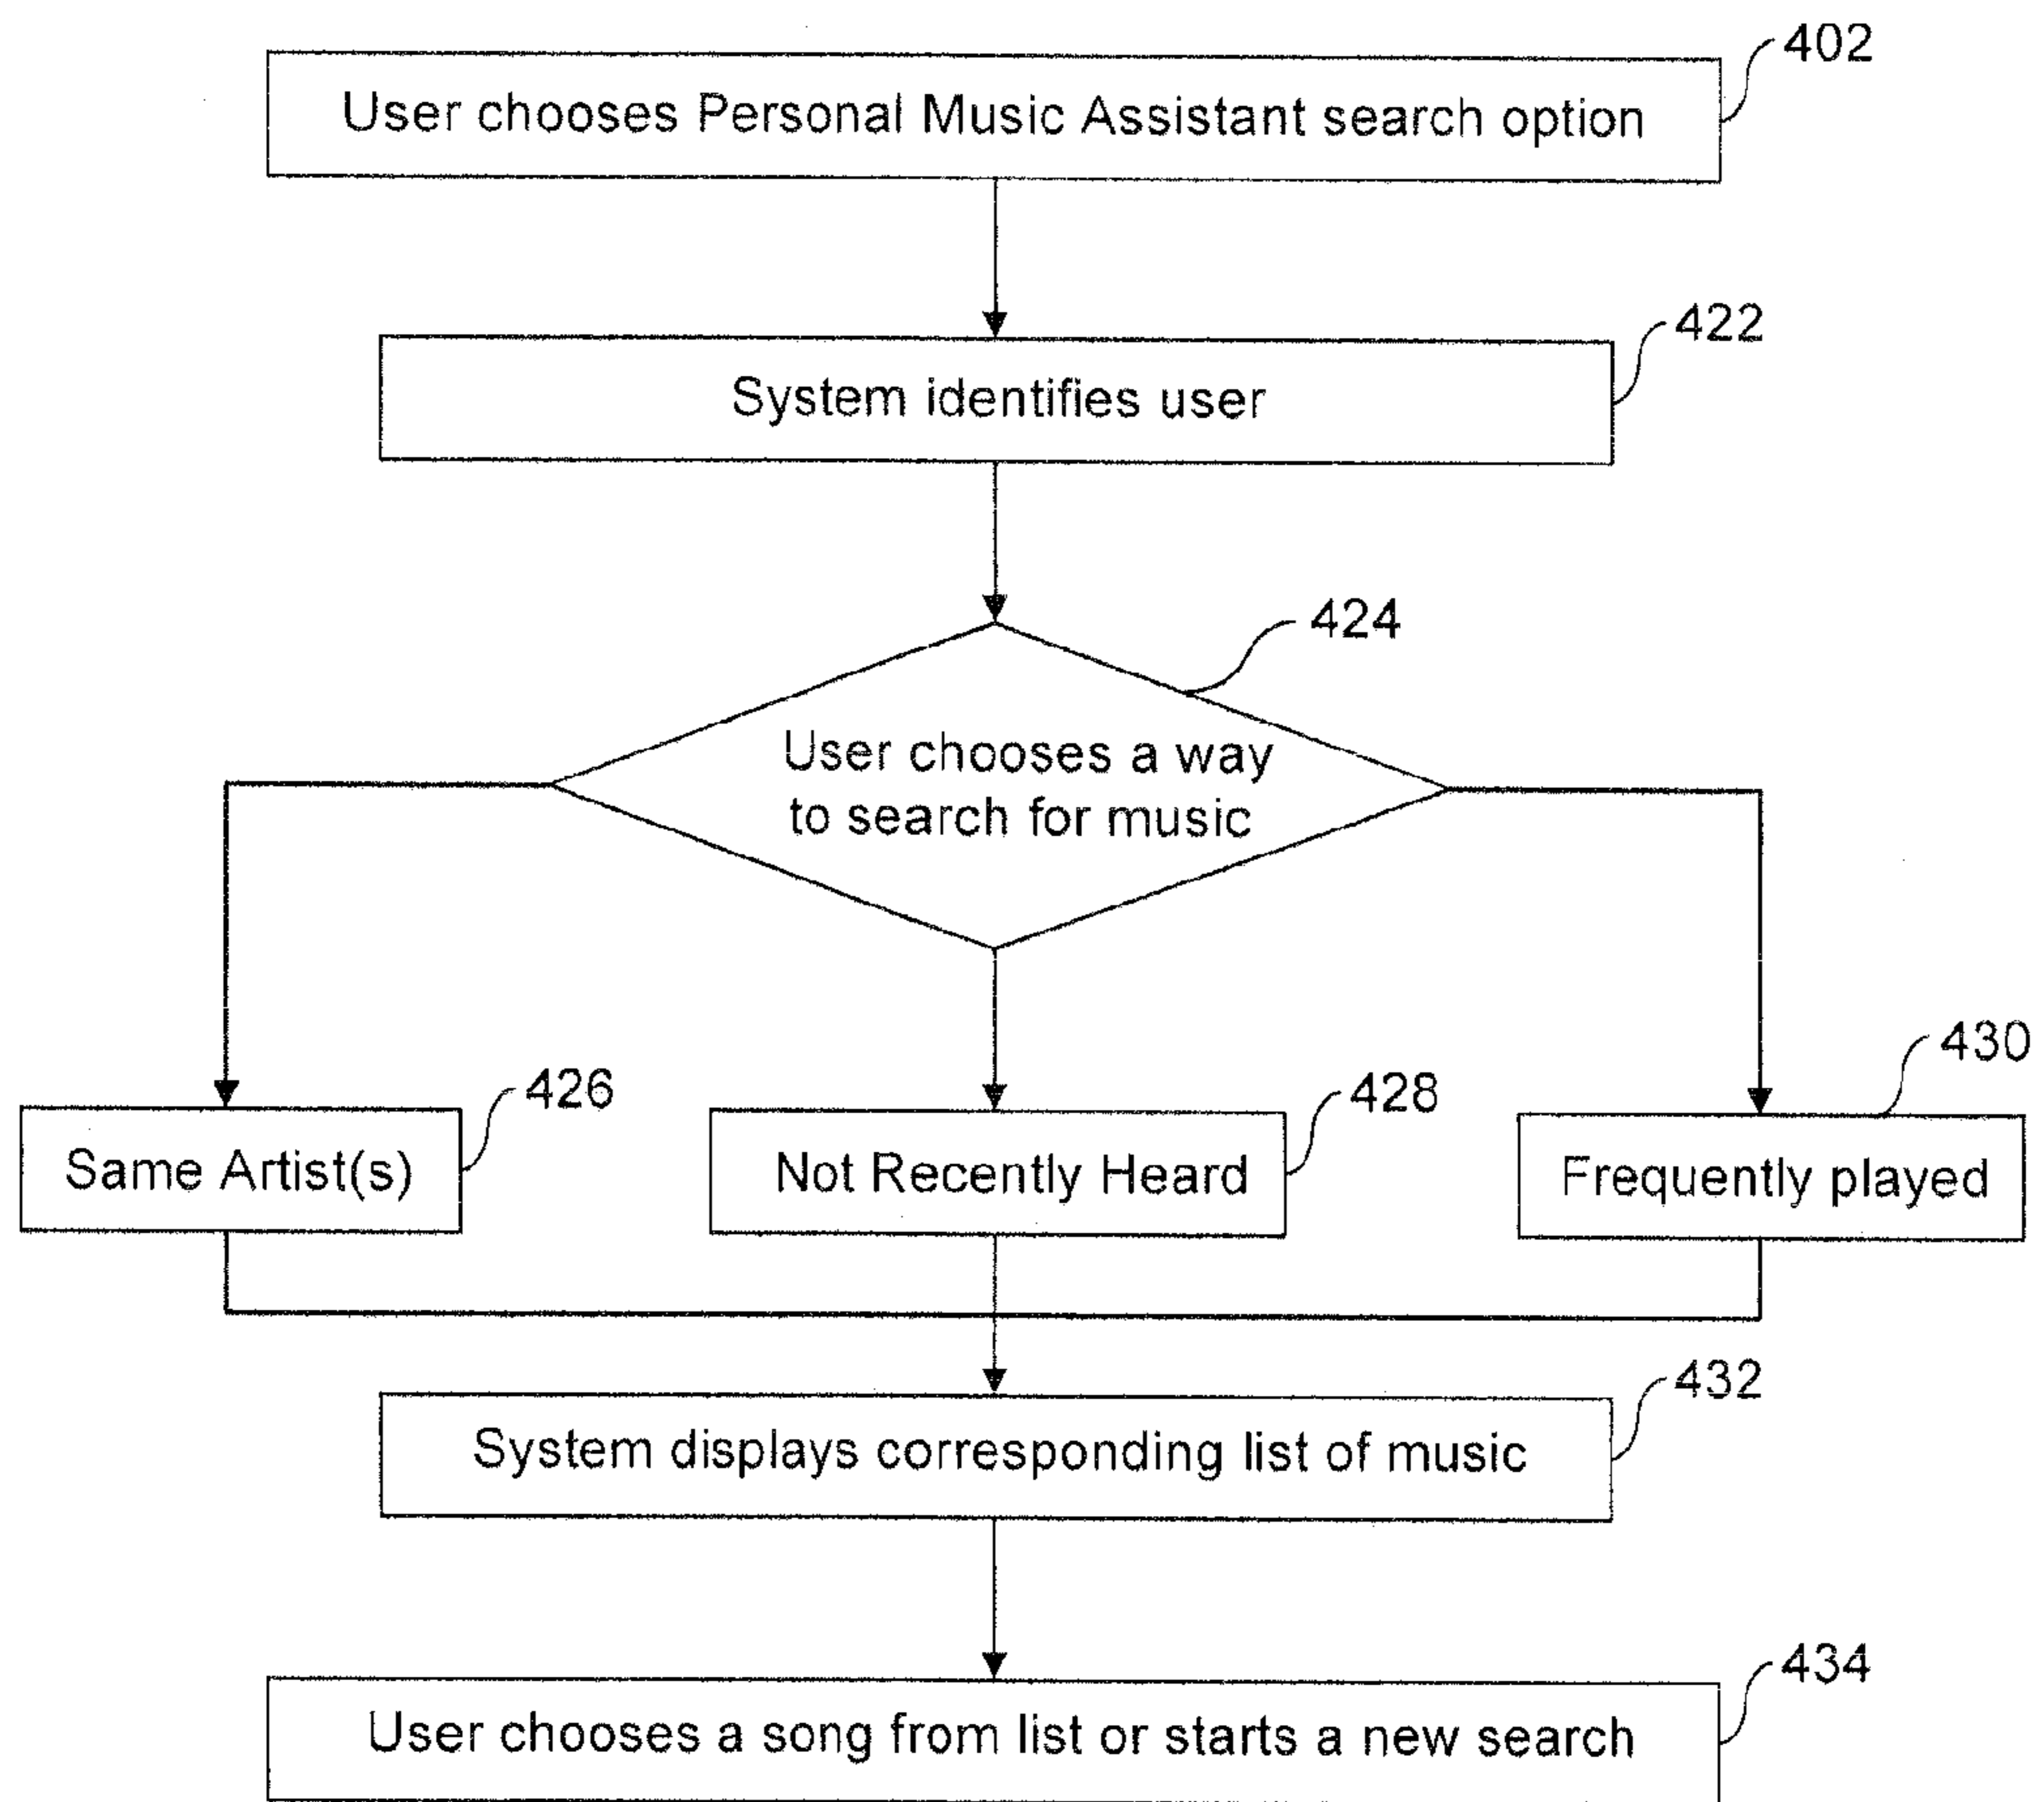 402
User chooses Personal Music Assistant search option
422
System identifies user
424
User chooses a way
to search for music
426
Same Artist(s)
428
Not Recently Heard
430
Frequently played
432
System displays corresponding list of music
434
User chooses a song from list or starts a new search